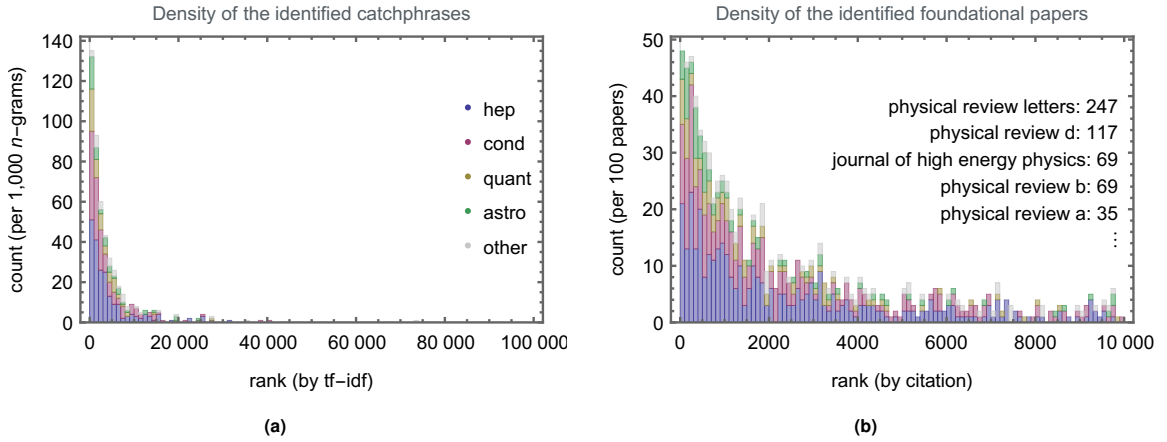 Density of the identified catchphrases
count (per 1,000 n-grams)
140
120
100
80
60
40
20
0
hep
cond
quant
astro
other
0 20 000 40 000 60 000 80 000 100 000
rank (by tf-idf)
(a)
Density of the identified foundational papers
count (per 100 papers)
50
40
30
20
10
0
physical review letters: 247
physical review d: 117
journal of high energy physics: 69
physical review b: 69
physical review a: 35
⋮
0 2000 4000 6000 8000 10 000
rank (by citation)
(b)